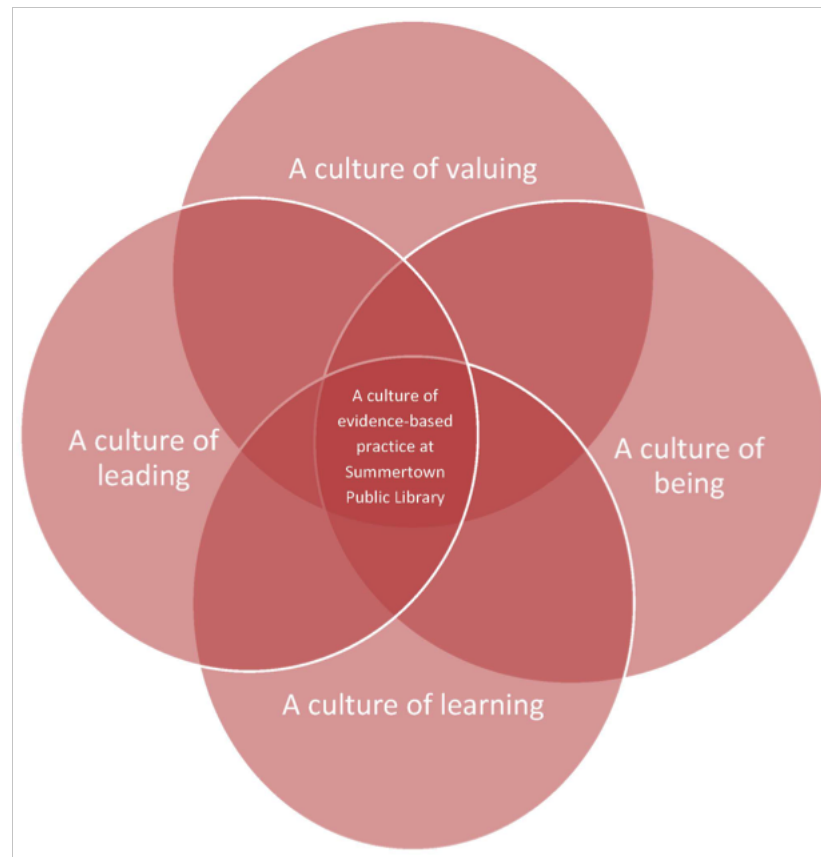 A culture of valuing
A culture of
leading
A culture of
evidence-based
practice at
Summertown
Public Library
A culture of
being
A culture of learning